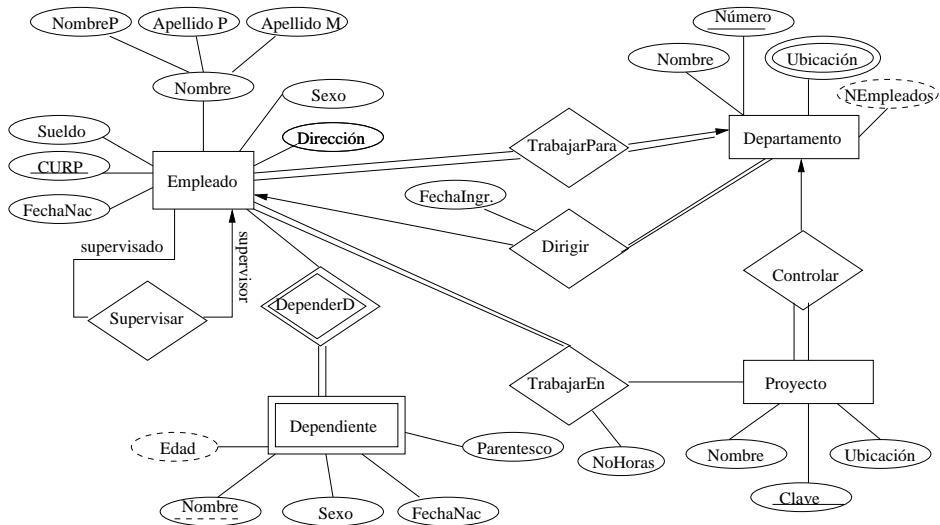 NombreP
Apellido P
Apellido M
Número
Nombre
Ubicación
Nombre
Sexo
NEmpleados
Sueldo
Dirección
TrabajarPara
Departamento
CURP
Empleado
FechaNac
FechaIngr.
supervisado
supervisor
Dirigir
Controlar
Supervisar
DependerD
TrabajarEn
Proyecto
Dependiente
Edad
Parentesco
Nombre
Ubicación
NoHoras
Clave
Nombre
Sexo
FechaNac